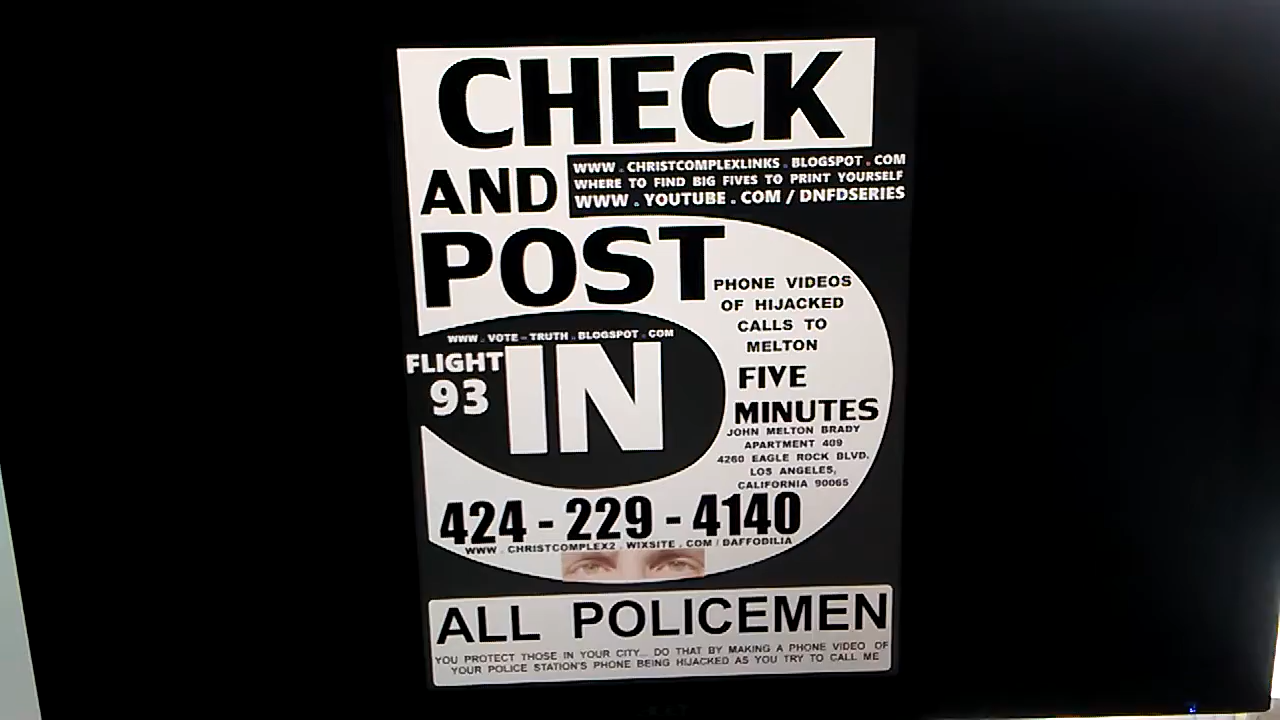 CHECK
AND
WWW . CHRISTCOMPLEXLINKS . BLOGSPOT . COM
WHERE TO FIND BIG FIVES TO PRINT YOURSELF
WWW . YOUTUBE . COM / DNFDSERIES
POST
PHONE VIDEOS
OF HIJACKED
CALLS TO
MELTON
FIVE
MINUTES
JOHN MELTON BRADY
APARTMENT 409
4260 EAGLE ROCK BLVD.
LOS ANGELES,
CALIFORNIA 90065
WWW . VOTE - TRUTH . BLOGSPOT . COM
FLIGHT
93
IN
424 - 229 - 4140
WWW . CHRISTCOMPLEX2 . WIXSITE . COM / DAFFODILIA
ALL POLICEMEN
YOU PROTECT THOSE IN YOUR CITY... DO THAT BY MAKING A PHONE VIDEO OF
YOUR POLICE STATION'S PHONE BEING HIJACKED AS YOU TRY TO CALL ME